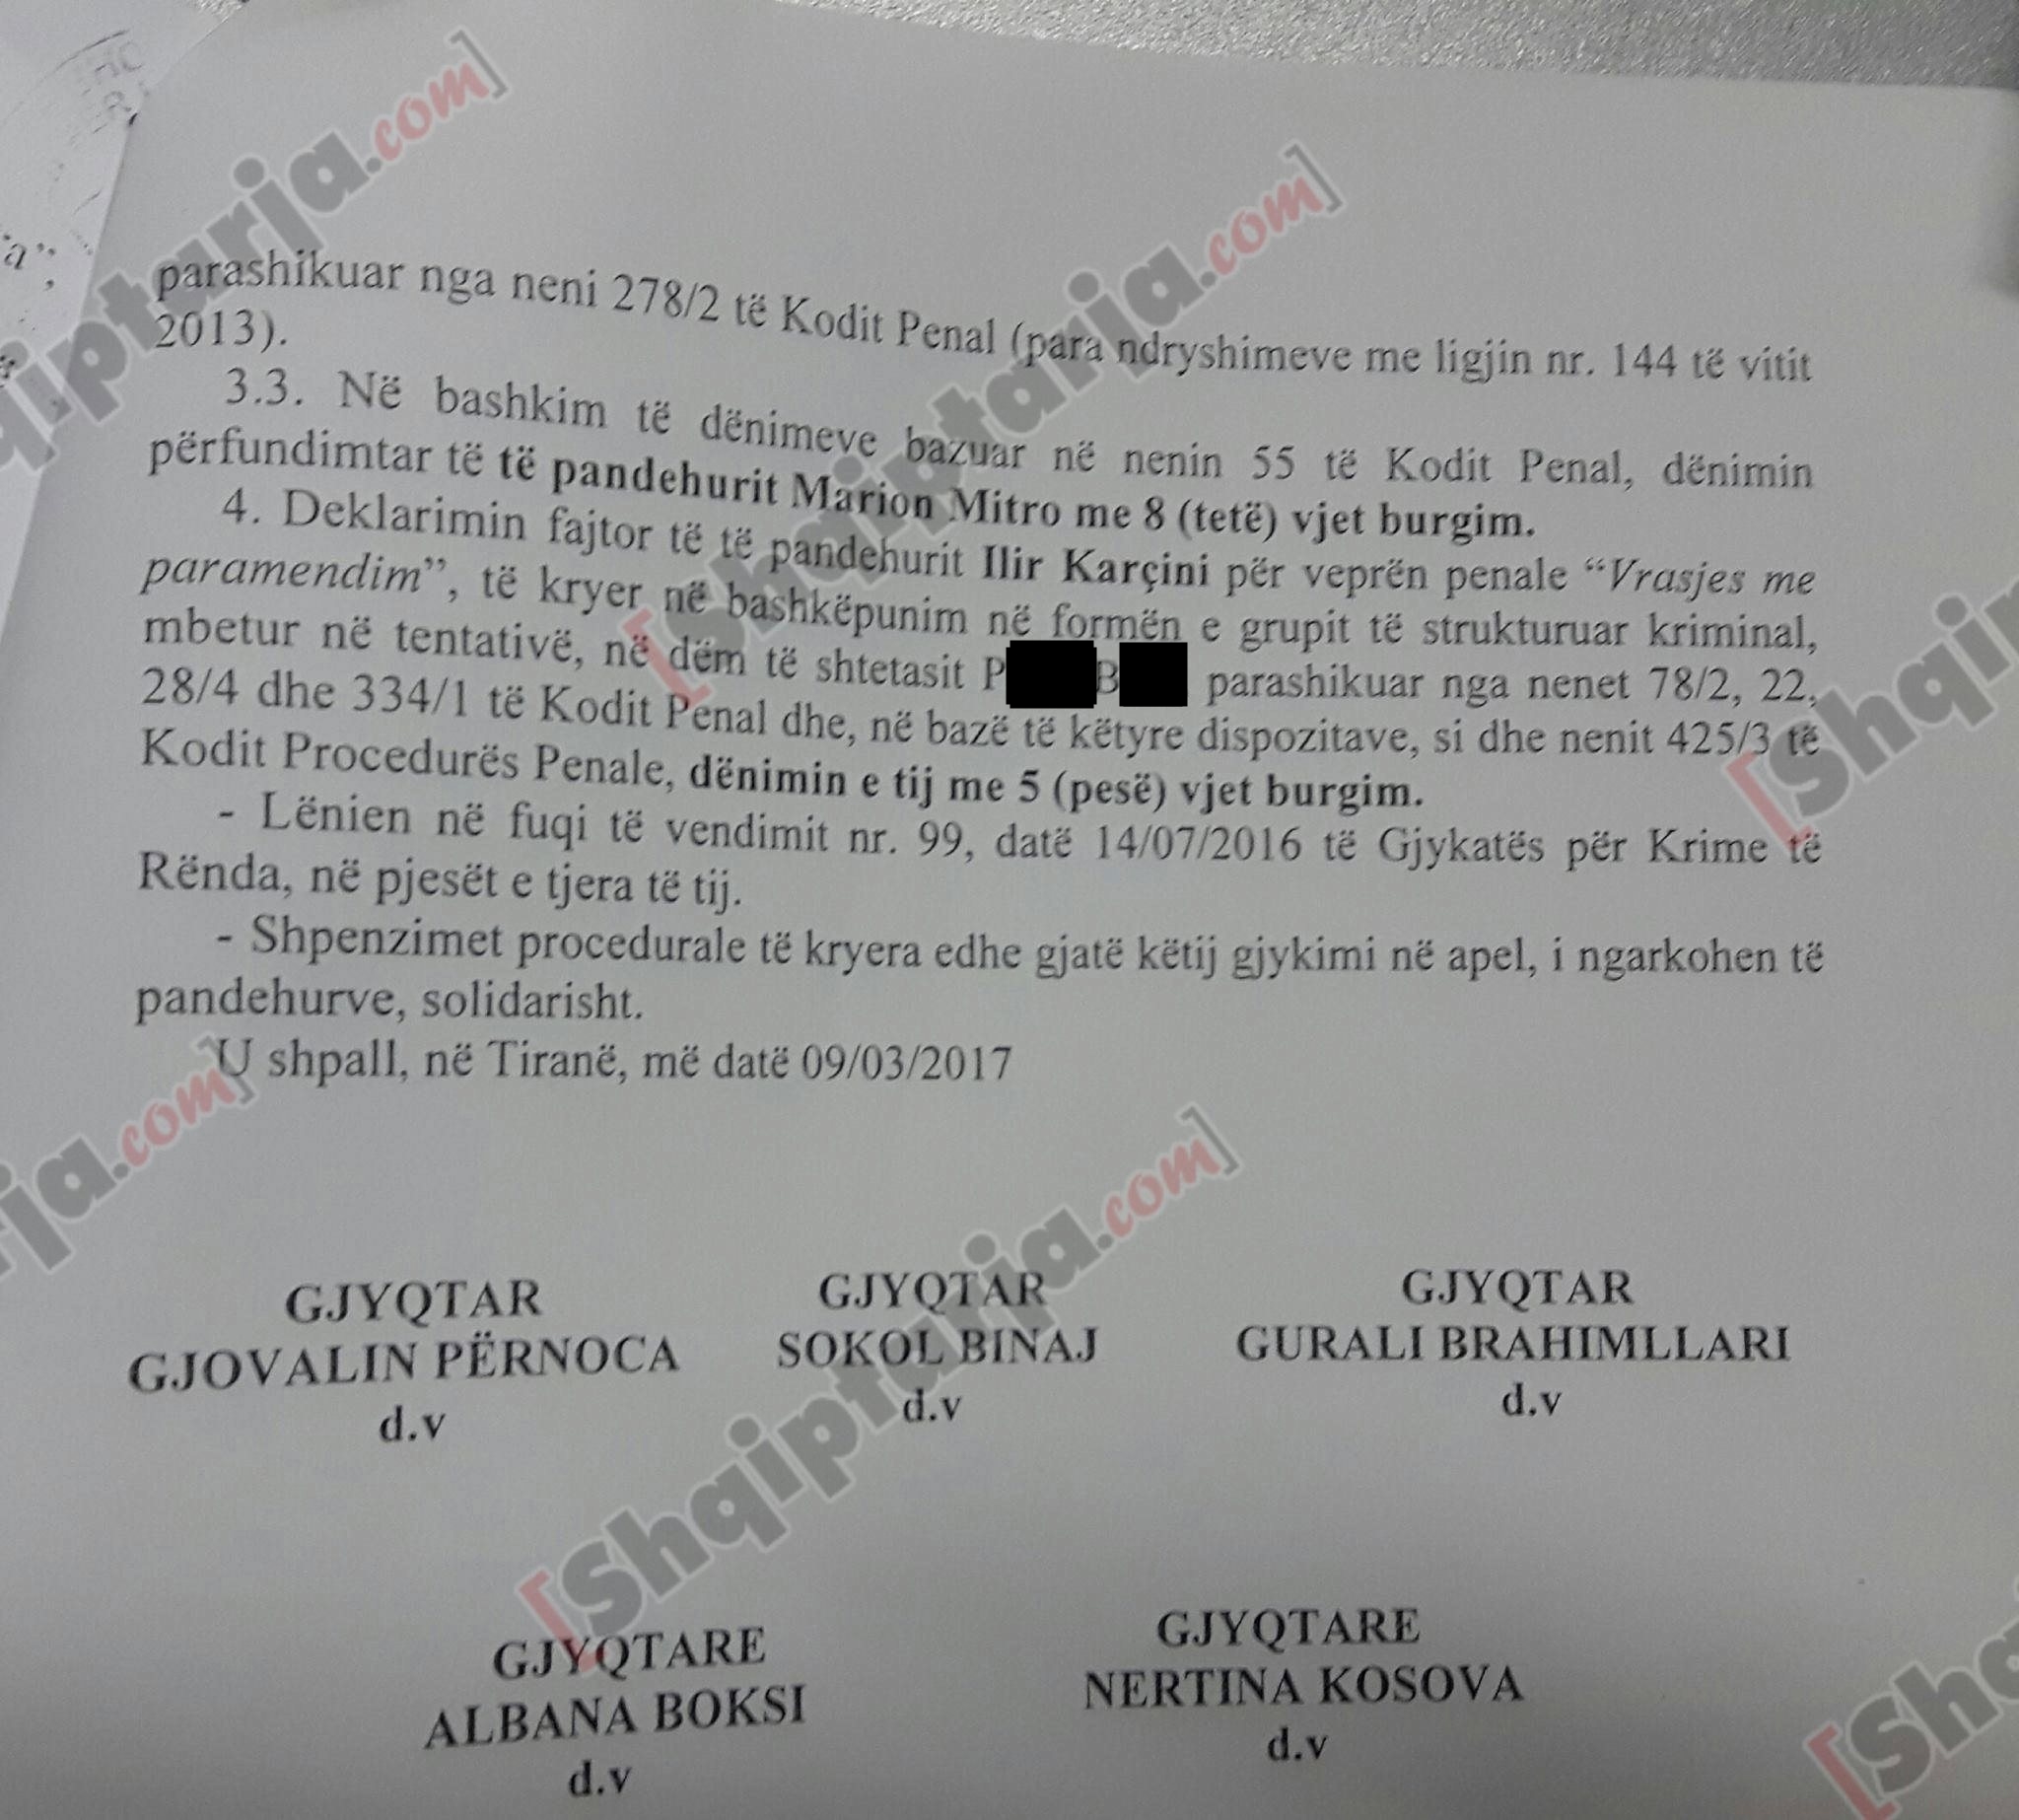 parashikuar nga neni 278/2 të Kodit Penal (para ndryshimeve me ligjin nr. 144 të vitit
2013).
3.3. Në bashkim të dënimeve bazuar në nenin 55 të Kodit Penal, dënimin
përfundimtar të të pandehurit Marion Mitro me 8 (tetë) vjet burgim.
4. Deklarimin fajtor të të pandehurit Ilir Karçini për veprën penale “Vrasjes me
paramendim”, të kryer në bashkëpunim në formën e grupit të strukturuar kriminal,
mbetur në tentativë, në dëm të shtetasit P B parashikuar nga nenet 78/2, 22,
28/4 dhe 334/1 të Kodit Penal dhe, në bazë të këtyre dispozitave, si dhe nenit 425/3 të
Kodit Procedurës Penale, dënimin e tij me 5 (pesë) vjet burgim.
- Lënien në fuqi të vendimit nr. 99, datë 14/07/2016 të Gjykatës për Krime të
Rënda, në pjesët e tjera të tij.
- Shpenzimet procedurale të kryera edhe gjatë këtij gjykimi në apel, i ngarkohen të
pandehurve, solidarisht.
U shpall, në Tiranë, më datë 09/03/2017
GJYQTAR GJYQTAR GJYQTAR
GJOVALIN PËRNOCA SOKOL BINAJ GURALI BRAHIMLLARI
d.v d.v d.v
GJYQTARE GJYQTARE
ALBANA BOKSI NERTINA KOSOVA
d.v d.v
[Shqiptarja.com]